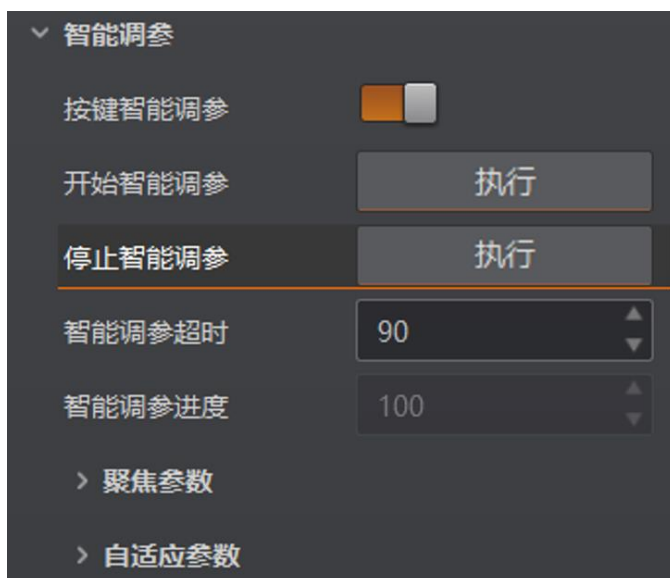 智能调参
按键智能调参
开始智能调参 执行
停止智能调参 执行
智能调参超时 90
智能调参进度 100
聚焦参数
自适应参数